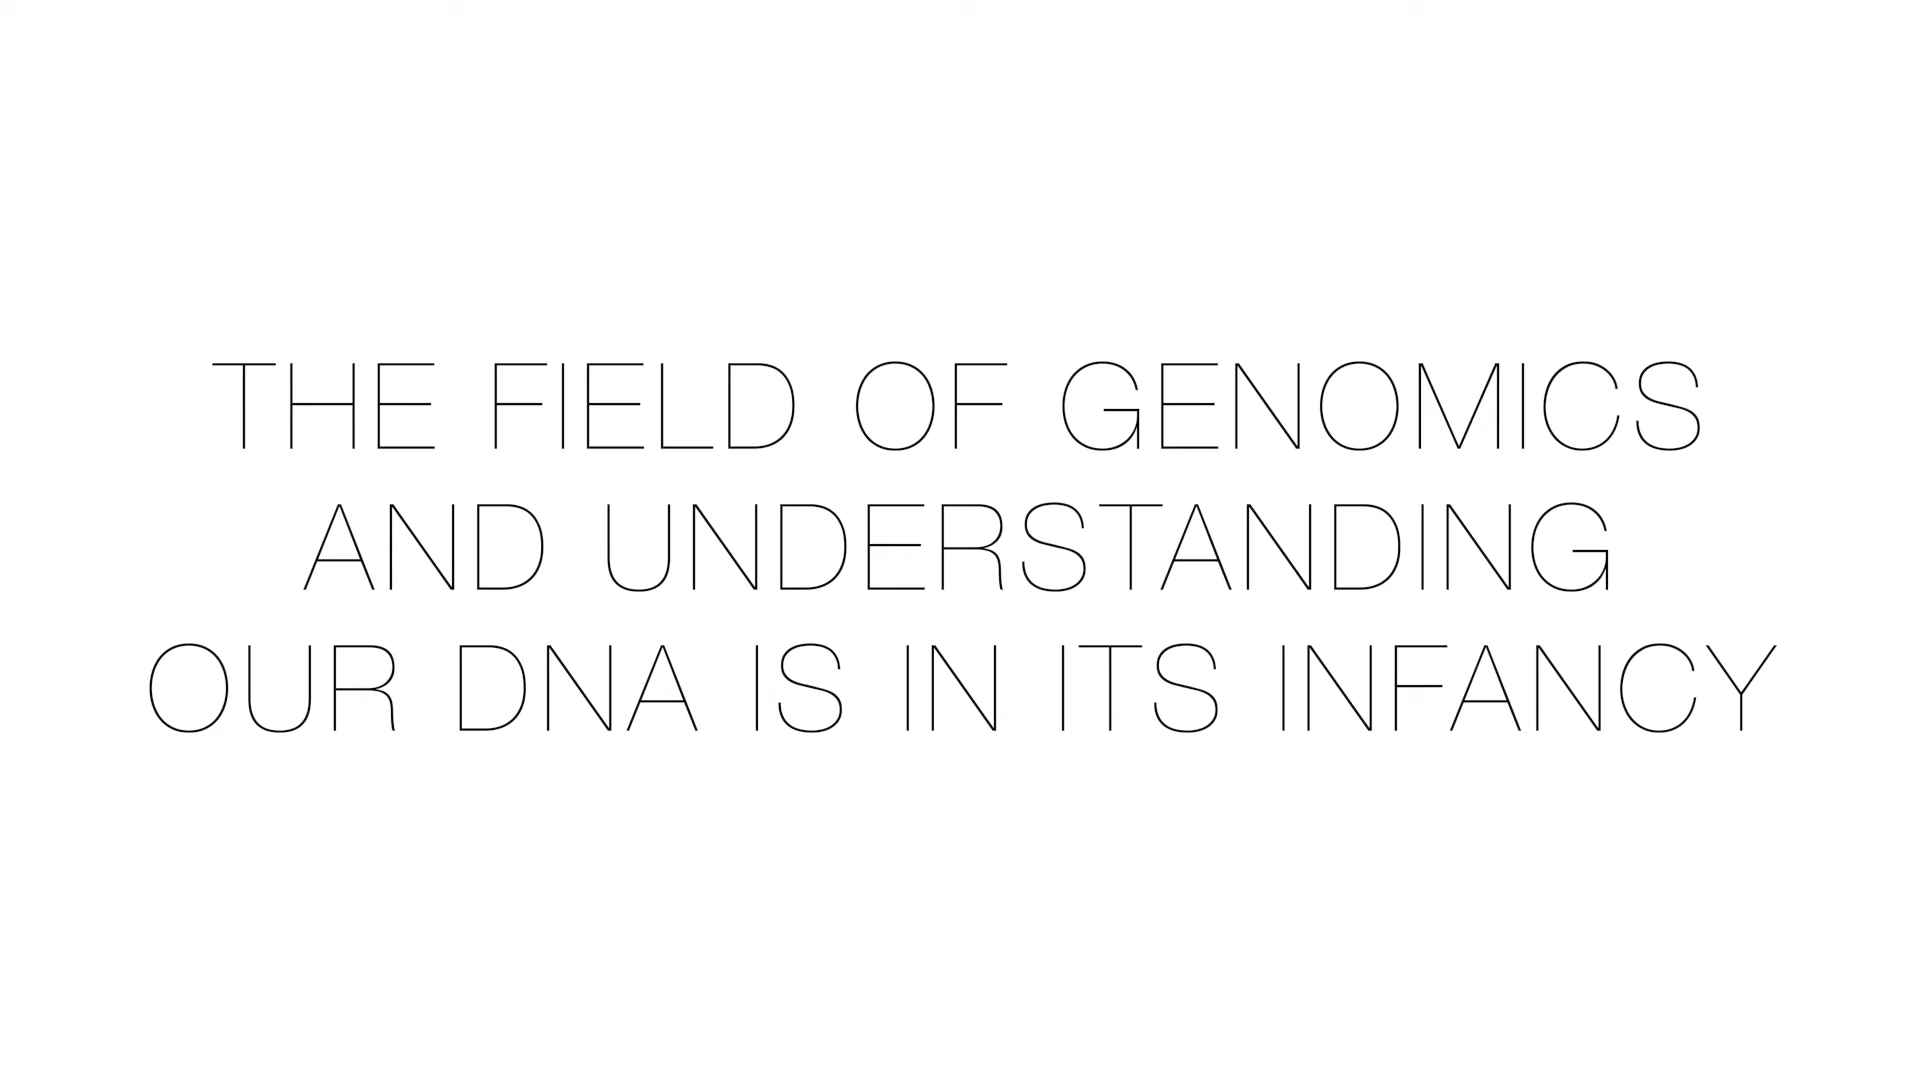 THE FIELD OF GENOMICS
AND UNDERSTANDING
OUR DNA IS IN ITS INFANCY